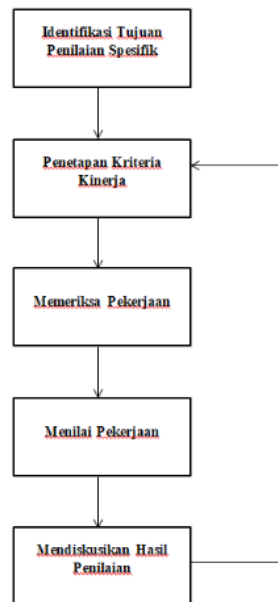 Identifikasi Tujuan
Penilaian Spesifik
Penetapan Kriteria
Kinerja
Memeriksa Pekerjaan
Menilai Pekerjaan
Mendiskusikan Hasil
Penilaian